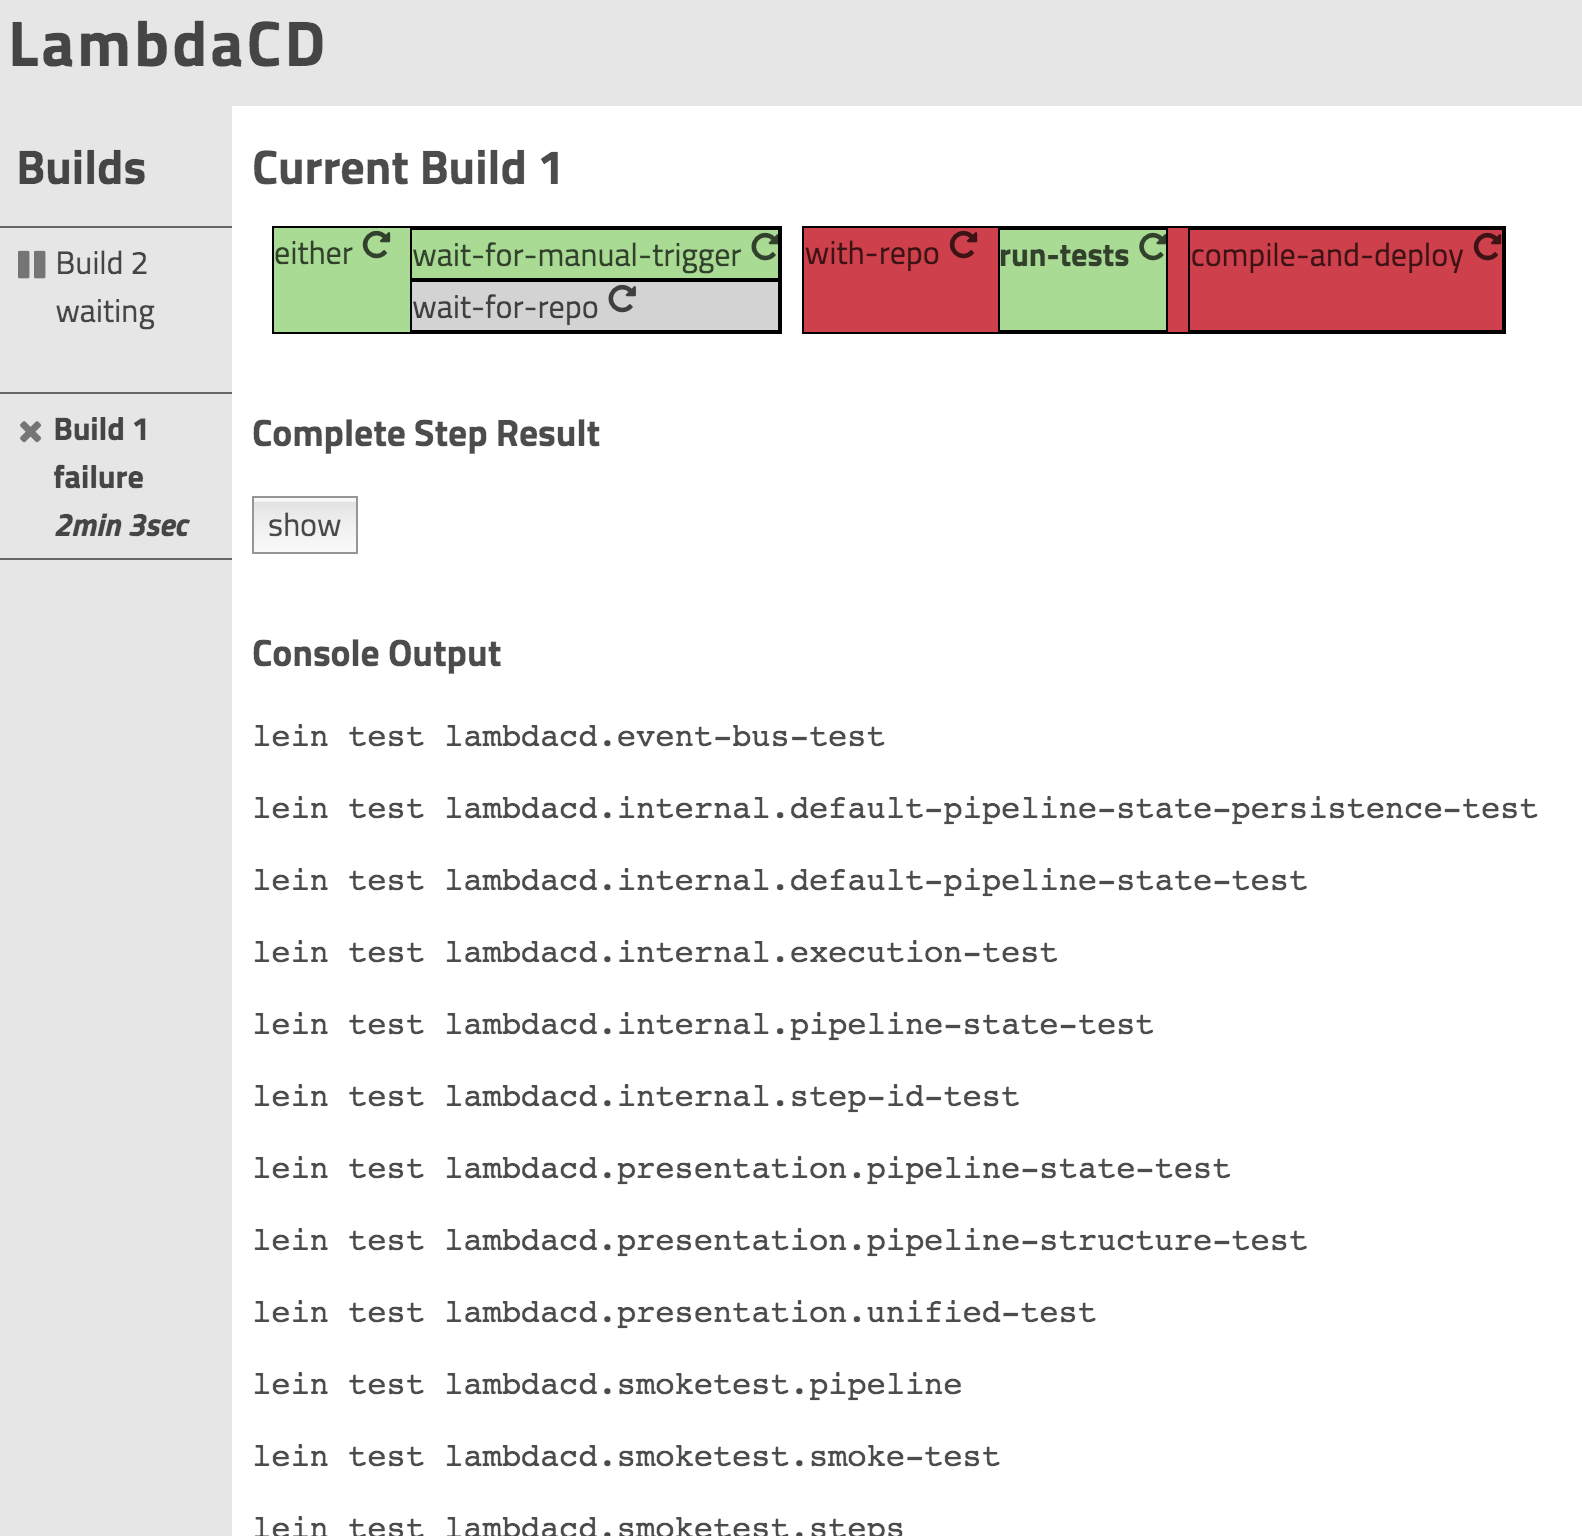 LambdaCD
Builds
Build 2
waiting
Build 1
failure
2min 3sec
Current Build 1
either
wait-for-manual-trigger
wait-for-repo
with-repo
run-tests
compile-and-deploy
Complete Step Result
show
Console Output
lein test lambdacd.event-bus-test
lein test lambdacd.internal.default-pipeline-state-persistence-test
lein test lambdacd.internal.default-pipeline-state-test
lein test lambdacd.internal.execution-test
lein test lambdacd.internal.pipeline-state-test
lein test lambdacd.internal.step-id-test
lein test lambdacd.presentation.pipeline-state-test
lein test lambdacd.presentation.pipeline-structure-test
lein test lambdacd.presentation.unified-test
lein test lambdacd.smoketest.pipeline
lein test lambdacd.smoketest.smoke-test
lein test lambdacd.smoketest.steps